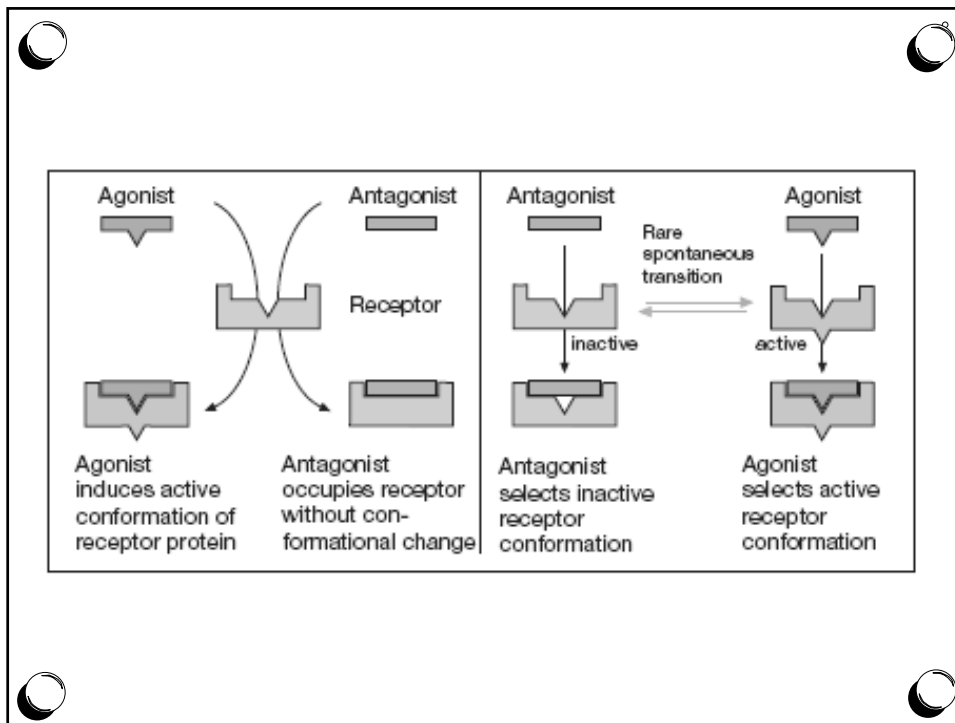 Agonist
Antagonist
Receptor
Agonist
induces active
conformation of
receptor protein
Antagonist
occupies receptor
without con-
formational change
Antagonist
Rare
spontaneous
transition
Agonist
inactive
active
Antagonist
selects inactive
receptor
conformation
Agonist
selects active
receptor
conformation